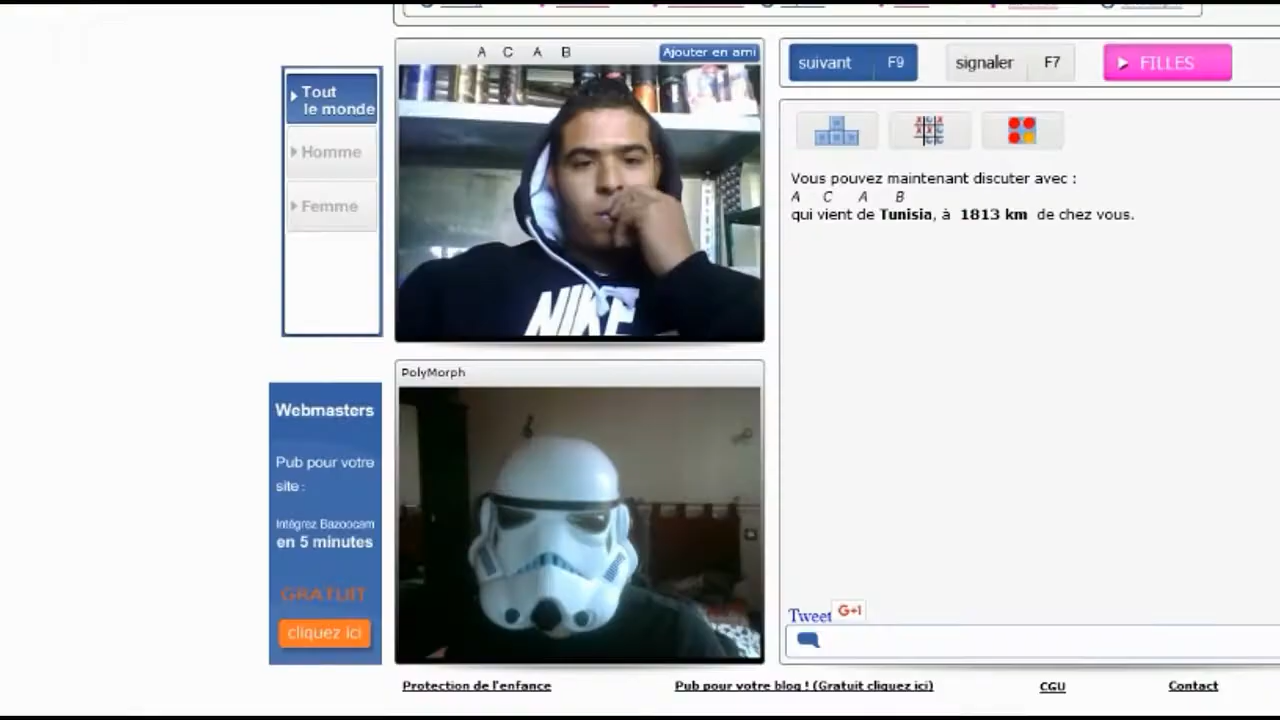 A C A B
Ajouter en ami
suivant F9
signaler F7
FILLES
Tout
le monde
Homme
Femme
NIKE
Vous pouvez maintenant discuter avec :
A C A B
qui vient de Tunisia, à 1813 km de chez vous.
PolyMorph
Webmasters
Pub pour votre
site :
Intégrez Bazoocam
en 5 minutes
GRATUIT
cliquez ici
Tweet
G+1
Protection de l'enfance
Pub pour votre blog ! (Gratuit cliquez ici)
CGU
Contact